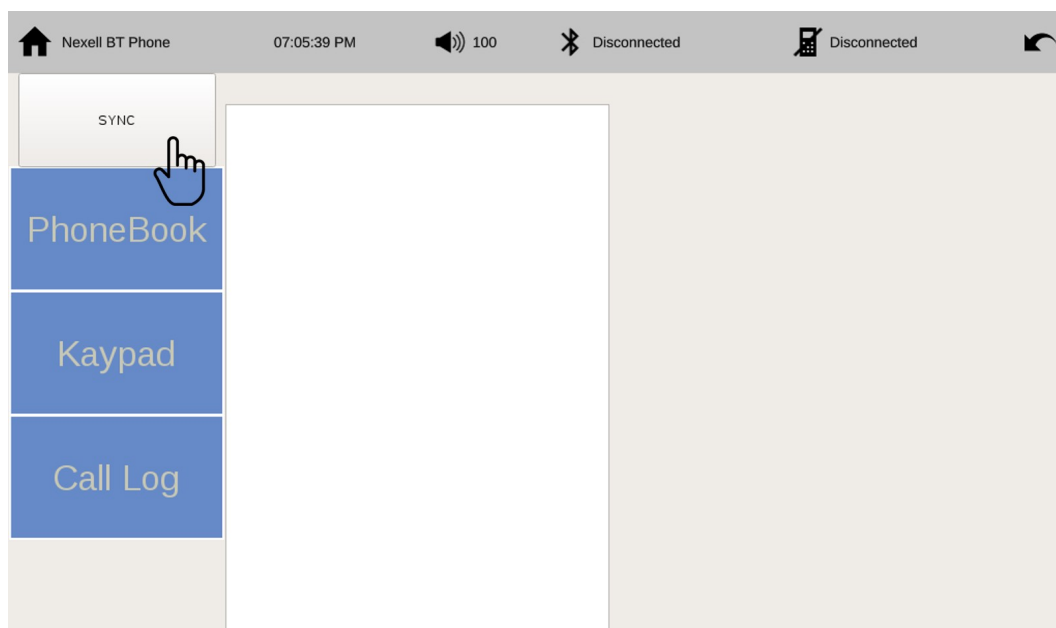 Nexell BT Phone 07:05:39 PM 100 Disconnected Disconnected
SYNC
PhoneBook
Kaypad
Call Log